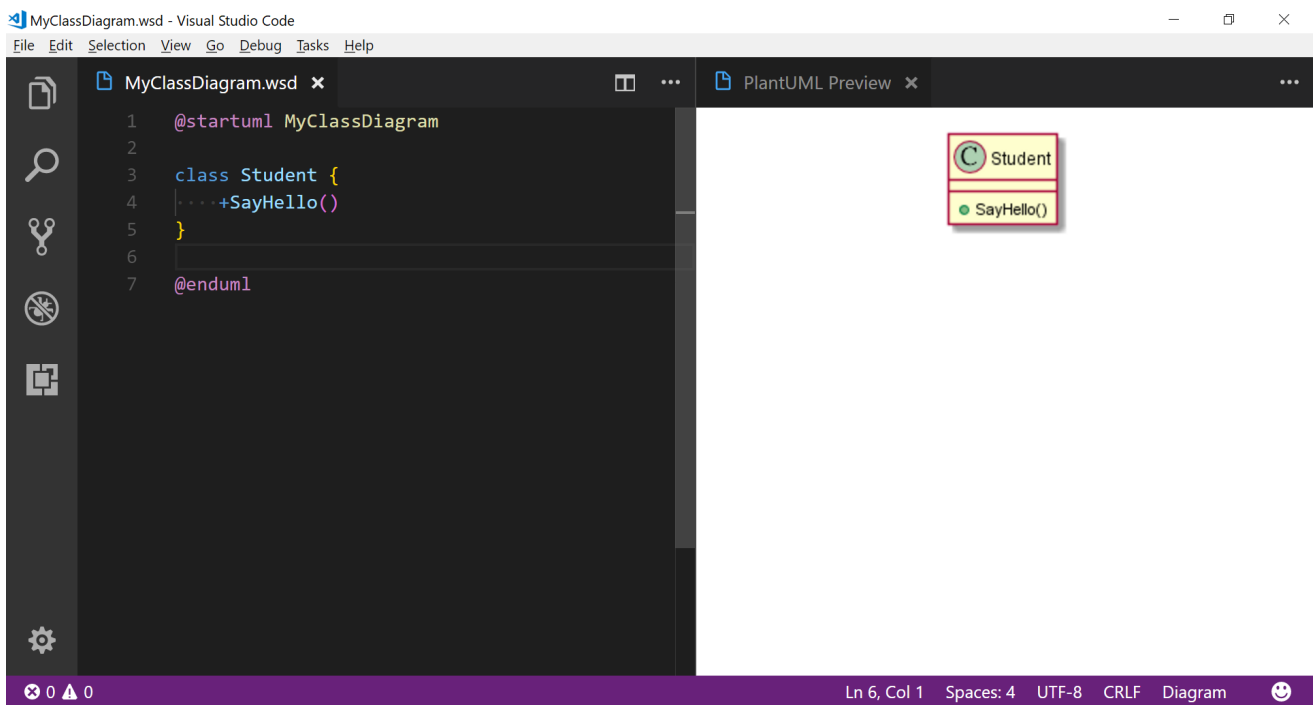 MyClassDiagram.wsd - Visual Studio Code
File Edit Selection View Go Debug Tasks Help
MyClassDiagram.wsd
PlantUML Preview
1 @startuml MyClassDiagram
2
3 class Student {
4 ····+SayHello()
5 }
6
7 @enduml
C Student
SayHello()
0 0
Ln 6, Col 1 Spaces: 4 UTF-8 CRLF Diagram